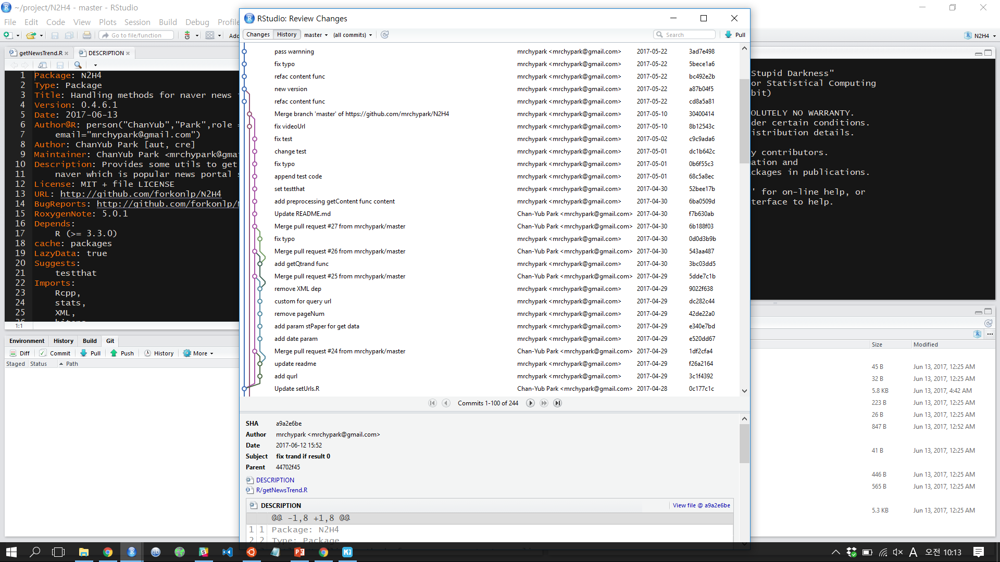 ~/project/N2H4 - master - RStudio
File Edit Code View Plots Session Build Debug Profile
Go to file/function
N2H4
getNewsTrend.R
DESCRIPTION
1 Package: N2H4
2 Type: Package
3 Title: Handling methods for naver news
4 Version: 0.4.6.1
5 Date: 2017-06-13
6 Author@R: person("ChanYub","Park",role =
7 email="mrchypark@gmail.com")
8 Author: ChanYub Park [aut, cre]
9 Maintainer: ChanYub Park <mrchypark@gma
10 Description: Provides some utils to get
11 naver which is popular news portal s
12 License: MIT + file LICENSE
13 URL: http://github.com/forkonlp/N2H4
14 BugReports: http://github.com/forkonlp/N
15 RoxygenNote: 5.0.1
16 Depends:
17 R (>= 3.3.0)
18 cache: packages
19 LazyData: true
20 Suggests:
21 testthat
22 Imports:
23 Rcpp,
24 stats,
25 XML,
1:1
Environment History Build Git
Diff Commit Pull Push History More
Staged Status Path
RStudio: Review Changes
Changes History master (all commits) Search Pull
pass warnning mrchypark <mrchypark@gmail.com> 2017-05-22 3ad7e498
fix typo mrchypark <mrchypark@gmail.com> 2017-05-22 5bece1a6
refac content func mrchypark <mrchypark@gmail.com> 2017-05-22 bc492e2b
new version mrchypark <mrchypark@gmail.com> 2017-05-22 a87b04f5
refac content func mrchypark <mrchypark@gmail.com> 2017-05-22 cd8a5a81
Merge branch 'master' of https://github.com/mrchypark/N2H4 mrchypark <mrchypark@gmail.com> 2017-05-10 30400414
fix videoUrl mrchypark <mrchypark@gmail.com> 2017-05-10 8b12543c
fix test mrchypark <mrchypark@gmail.com> 2017-05-02 c9c9ada6
change test mrchypark <mrchypark@gmail.com> 2017-05-01 dc1b642c
fix typo mrchypark <mrchypark@gmail.com> 2017-05-01 0b6f55c3
append test code mrchypark <mrchypark@gmail.com> 2017-05-01 68c5a8ec
set testthat mrchypark <mrchypark@gmail.com> 2017-04-30 52bee17b
add preprocessing getContent func content mrchypark <mrchypark@gmail.com> 2017-04-30 6ba0509d
Update README.md Chan-Yub Park <mrchypark@gmail.com> 2017-04-30 f7b630ab
Merge pull request #27 from mrchypark/master Chan-Yub Park <mrchypark@gmail.com> 2017-04-30 6b188f03
fix typo mrchypark <mrchypark@gmail.com> 2017-04-30 0d0d3b9b
Merge pull request #26 from mrchypark/master Chan-Yub Park <mrchypark@gmail.com> 2017-04-30 543aa487
add getQtrand func mrchypark <mrchypark@gmail.com> 2017-04-30 3bc03dd5
Merge pull request #25 from mrchypark/master Chan-Yub Park <mrchypark@gmail.com> 2017-04-29 5dde7c1b
remove XML dep mrchypark <mrchypark@gmail.com> 2017-04-29 9022f638
custom for query url mrchypark <mrchypark@gmail.com> 2017-04-29 dc282c44
remove pageNum mrchypark <mrchypark@gmail.com> 2017-04-29 42de22a0
add param stPaper for get data mrchypark <mrchypark@gmail.com> 2017-04-29 e340e7bd
add date param mrchypark <mrchypark@gmail.com> 2017-04-29 e520dd67
Merge pull request #24 from mrchypark/master Chan-Yub Park <mrchypark@gmail.com> 2017-04-29 1df2cfa4
update readme mrchypark <mrchypark@gmail.com> 2017-04-29 f26a2164
add qurl mrchypark <mrchypark@gmail.com> 2017-04-29 3c1f4392
Update setUrls.R Chan-Yub Park <mrchypark@gmail.com> 2017-04-28 0c177c1c
Commits 1-100 of 244
SHA a9a2e6be
Author mrchypark <mrchypark@gmail.com>
Date 2017-06-12 15:52
Subject fix trand if result 0
Parent 44702f45
DESCRIPTION
R/getNewsTrend.R
DESCRIPTION View file @ a9a2e6be
@@ -1,8 +1,8 @@
1 1 Package: N2H4
2 2 Type: Package
Stupid Darkness"
or Statistical Computing
bit)
OLUTELY NO WARRANTY.
der certain conditions.
istribution details.
y contributors.
ation and
ckages in publications.
' for on-line help, or
terface to help.
Size Modified
45 B Jun 13, 2017, 12:25 AM
32 B Jun 13, 2017, 12:25 AM
5.8 KB Jun 13, 2017, 4:42 AM
223 B Jun 13, 2017, 12:25 AM
26 B Jun 13, 2017, 12:25 AM
847 B Jun 13, 2017, 12:52 AM
41 B Jun 13, 2017, 12:25 AM
446 B Jun 13, 2017, 12:25 AM
565 B Jun 13, 2017, 12:25 AM
5.3 KB Jun 13, 2017, 12:25 AM
A 오전 10:13